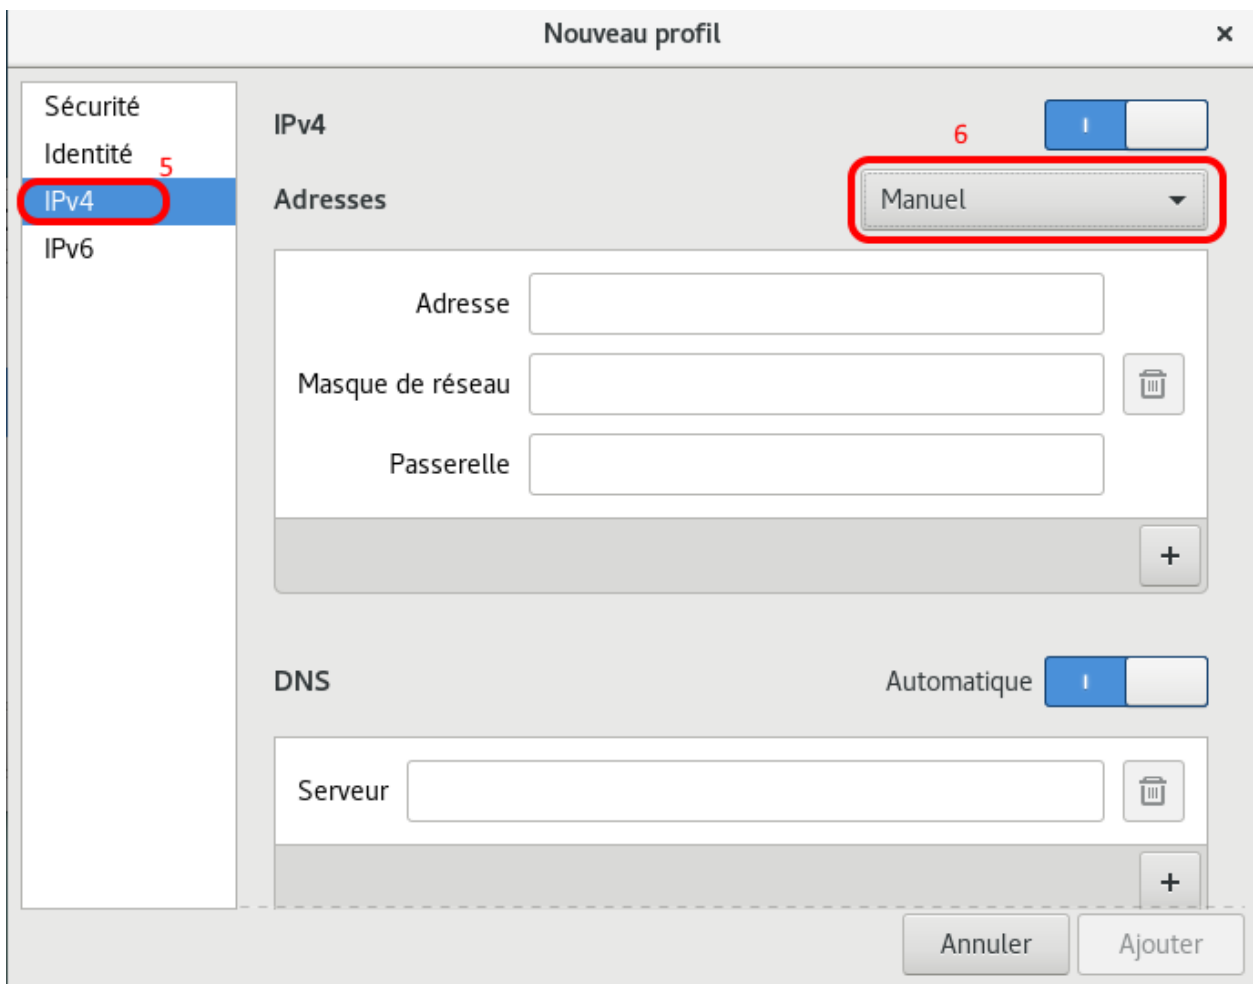 Nouveau profil ×
Sécurité
Identité 5
IPv4
IPv6
IPv4 6
Adresses Manuel
Adresse
Masque de réseau
Passerelle
+
DNS Automatique
Serveur
+
Annuler Ajouter